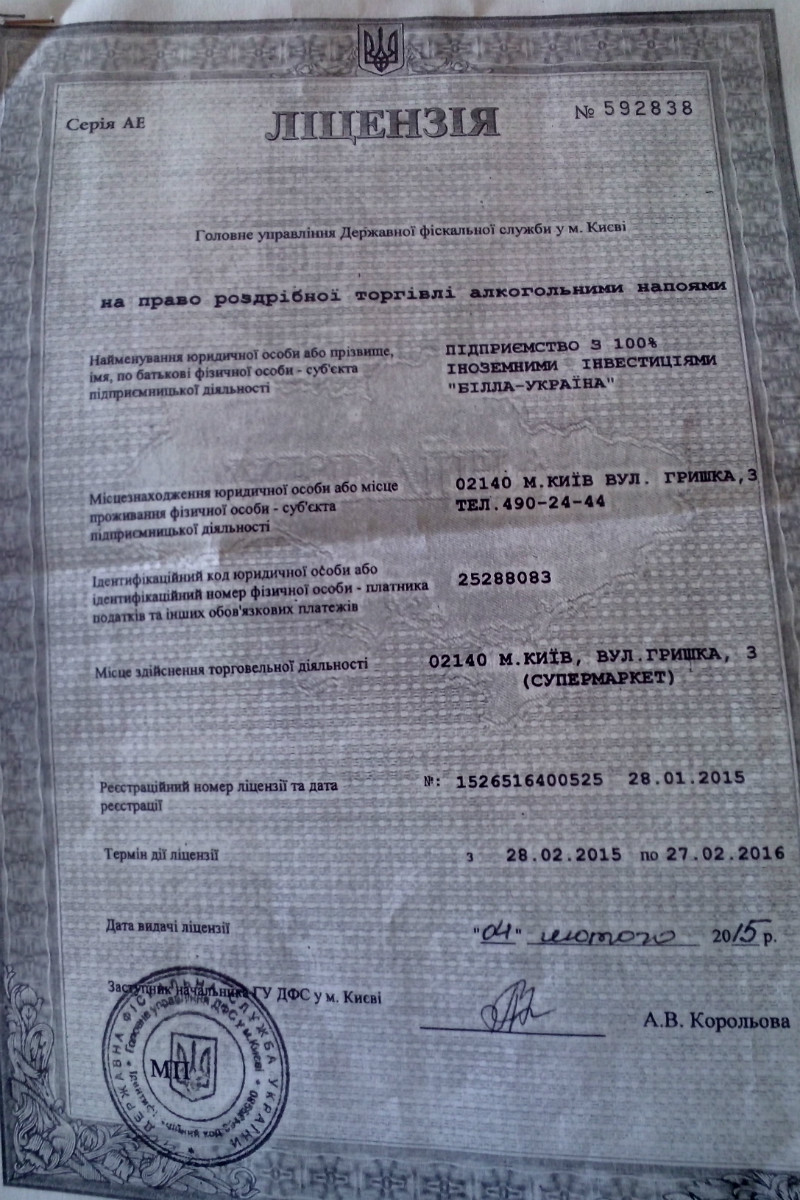 Серія АЕ
ЛІЦЕНЗІЯ
№ 592838
Головне управління Державної фіскальної служби у м. Києві
на право роздрібної торгівлі алкогольними напоями
Найменування юридичної особи або прізвище,
імя, по батькові фізичної особи - суб'єкта
підприємницької діяльності
ПІДПРИЄМСТВО З 100%
ІНОЗЕМНИМИ ІНВЕСТИЦІЯМИ
"БІЛЛА-УКРАЇНА"
Місцезнаходження юридичної особи або місце
проживання фізичної особи - суб'єкта
підприємницької діяльності
02140 М.КИЇВ ВУЛ. ГРИШКА,3
ТЕЛ.490-24-44
Ідентифікаційний код юридичної особи або
ідентифікаційний номер фізичної особи - платника
податків та інших обов'язкових платежів
25288083
Місце здійснення торговельної діяльності
02140 М.КИЇВ, ВУЛ.ГРИШКА, 3
(СУПЕРМАРКЕТ)
Реєстраційний номер ліцензії та дата
реєстрації
№: 1526516400525 28.01.2015
Термін дії ліцензії
з 28.02.2015 по 27.02.2016
Дата видачі ліцензії
"04" лютого 2015 р.
Заступник начальника ГУ ДФС у м. Києві
А.В. Корольова
МП
ДЕРЖАВНА ФІСКАЛЬНА СЛУЖБА УКРАЇНИ
Головне управління ДФС у м.Києві